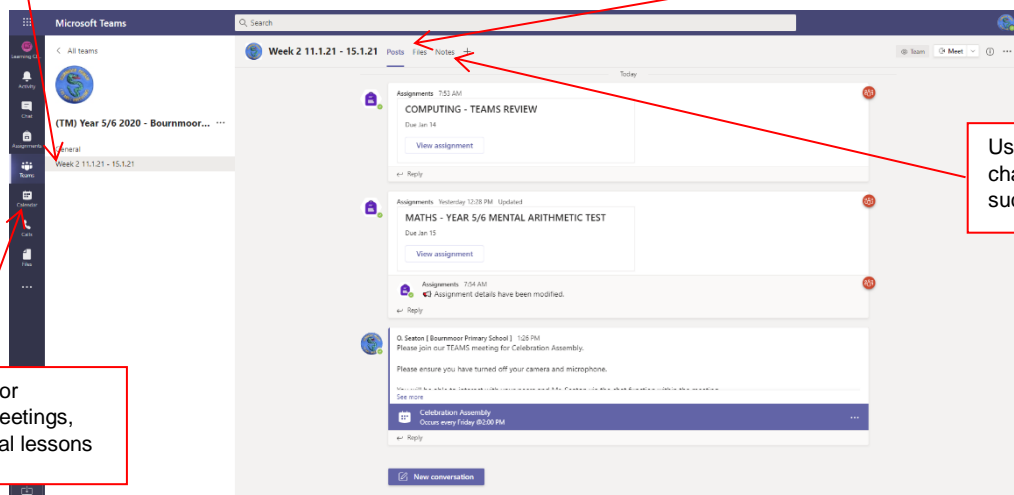 Microsoft Teams
Search
Learning Cl...
Activity
Chat
Assignments
Teams
Calendar
Calls
Files
All teams
(TM) Year 5/6 2020 - Bournmoor... ...
General
Week 2 11.1.21 - 15.1.21
Week 2 11.1.21 - 15.1.21 Posts Files Notes +
Team Meet
Today
Assignments 7:53 AM
COMPUTING - TEAMS REVIEW
Due Jan 14
View assignment
Reply
Assignments Yesterday 12:28 PM Updated
MATHS - YEAR 5/6 MENTAL ARITHMETIC TEST
Due Jan 15
View assignment
Assignments 7:54 AM
Assignment details have been modified.
Reply
O. Seaton [ Bournmoor Primary School ] 1:26 PM
Please join our TEAMS meeting for Celebration Assembly.
Please ensure you have turned off your camera and microphone.
See more
Celebration Assembly
Occurs every Friday @2:00 PM
Reply
New conversation
Us
cha
suc
or
eetings,
al lessons